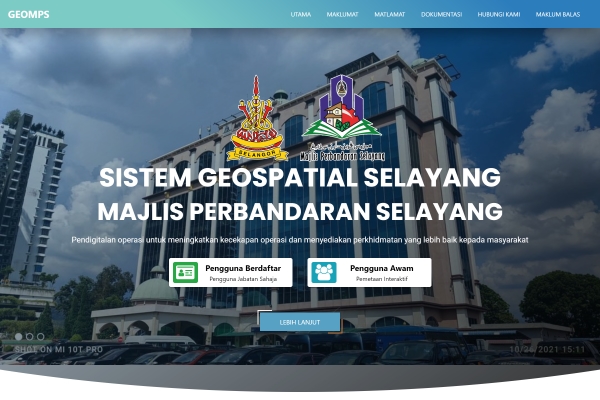 GEOMPS
UTAMA MAKLUMAT MATLAMAT DOKUMENTASI HUBUNGI KAMI MAKLUM BALAS
SELANGOR
Majlis Perbandaran Selayang
SISTEM GEOSPATIAL SELAYANG
MAJLIS PERBANDARAN SELAYANG
Pendigitalan operasi untuk meningkatkan kecekapan operasi dan menyediakan perkhidmatan yang lebih baik kepada masyarakat
Pengguna Berdaftar
Pengguna Jabatan Sahaja
Pengguna Awam
Pemetaan Interaktif
LEBIH LANJUT
SHOT ON MI 10T PRO
10/26/2021 15:11